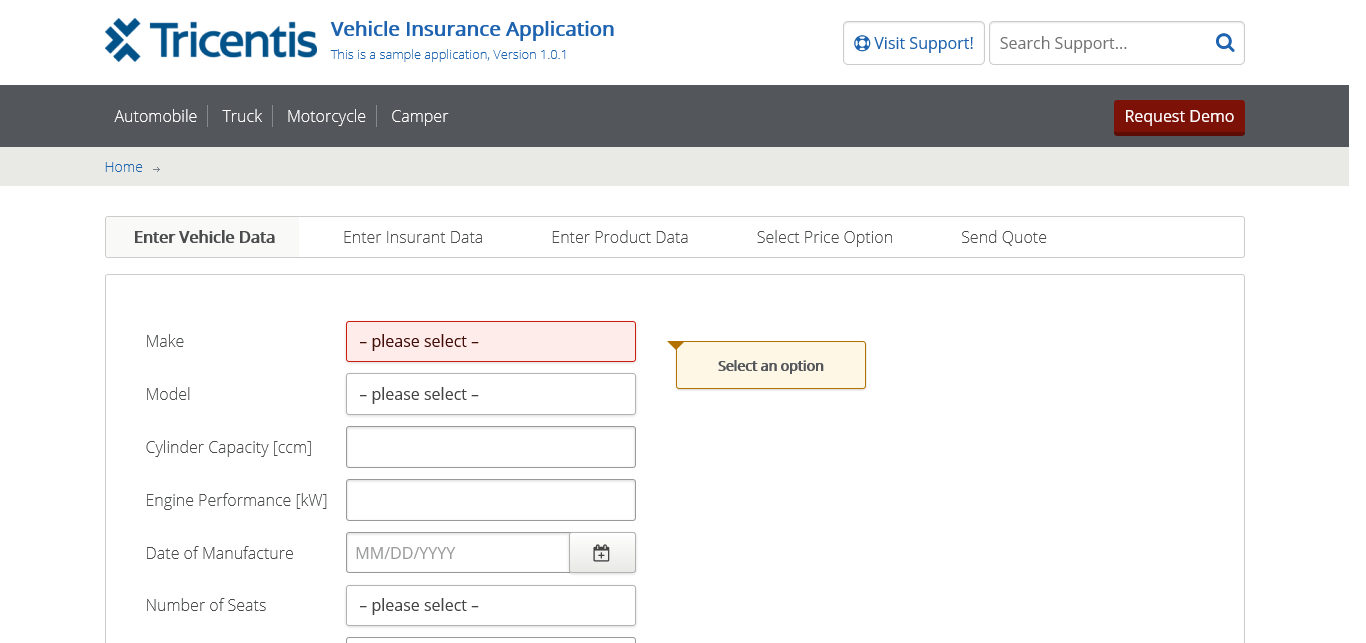 Tricentis
Vehicle Insurance Application
This is a sample application, Version 1.0.1
Visit Support!
Search Support...
Automobile
Truck
Motorcycle
Camper
Request Demo
Home →
Enter Vehicle Data
Enter Insurant Data
Enter Product Data
Select Price Option
Send Quote
Make
– please select –
Select an option
Model
– please select –
Cylinder Capacity [ccm]
Engine Performance [kW]
Date of Manufacture
MM/DD/YYYY
Number of Seats
– please select –